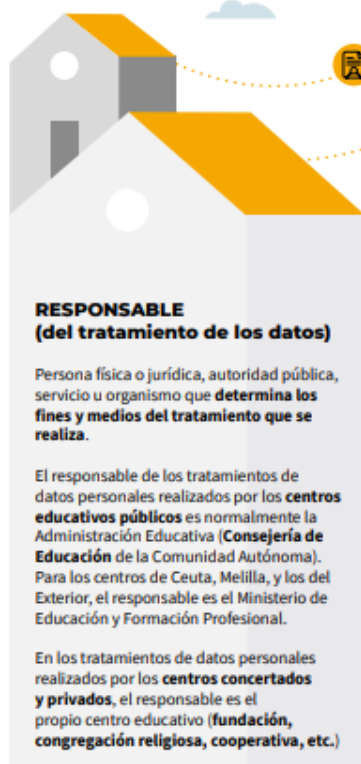 RESPONSABLE
(del tratamiento de los datos)
Persona física o jurídica, autoridad pública,
servicio u organismo que determina los
fines y medios del tratamiento que se
realiza.
El responsable de los tratamientos de
datos personales realizados por los centros
educativos públicos es normalmente la
Administración Educativa (Consejería de
Educación de la Comunidad Autónoma).
Para los centros de Ceuta, Melilla, y los del
Exterior, el responsable es el Ministerio de
Educación y Formación Profesional.
En los tratamientos de datos personales
realizados por los centros concertados
y privados, el responsable es el
propio centro educativo (fundación,
congregación religiosa, cooperativa, etc.)